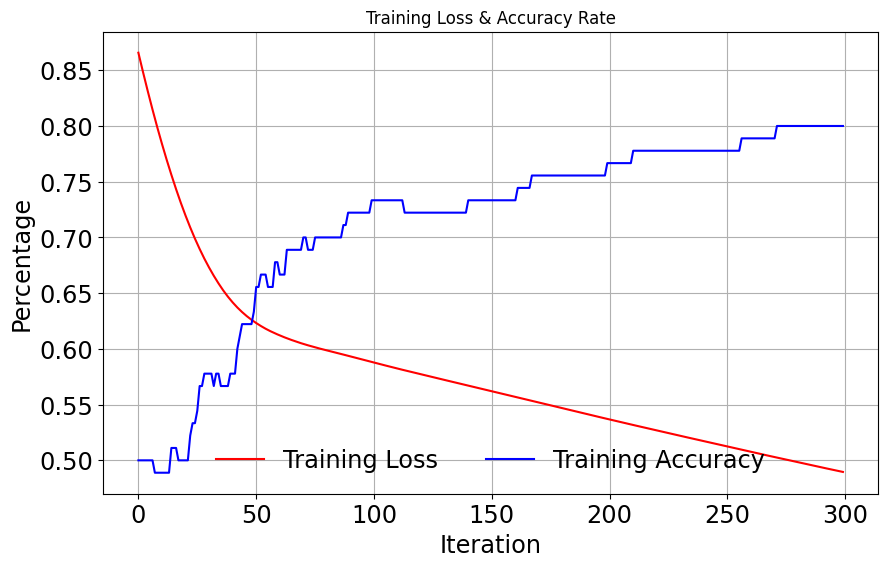 Training Loss & Accuracy Rate
Percentage
0.85
0.80
0.75
0.70
0.65
0.60
0.55
0.50
Training Loss Training Accuracy
0 50 100 150 200 250 300
Iteration